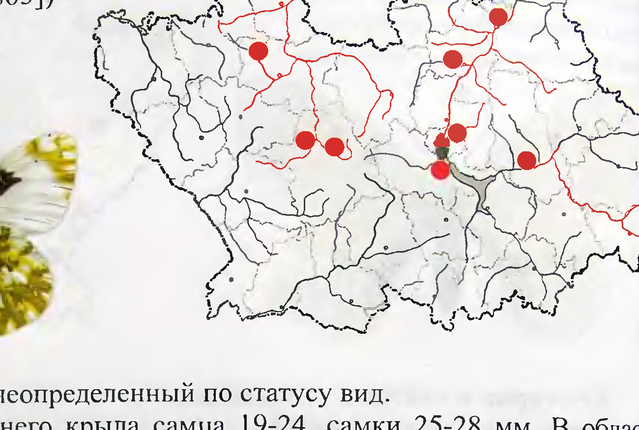 неопределенный по статусу вид.
него крыла самца 19-24, самки 25-28 мм. В облас